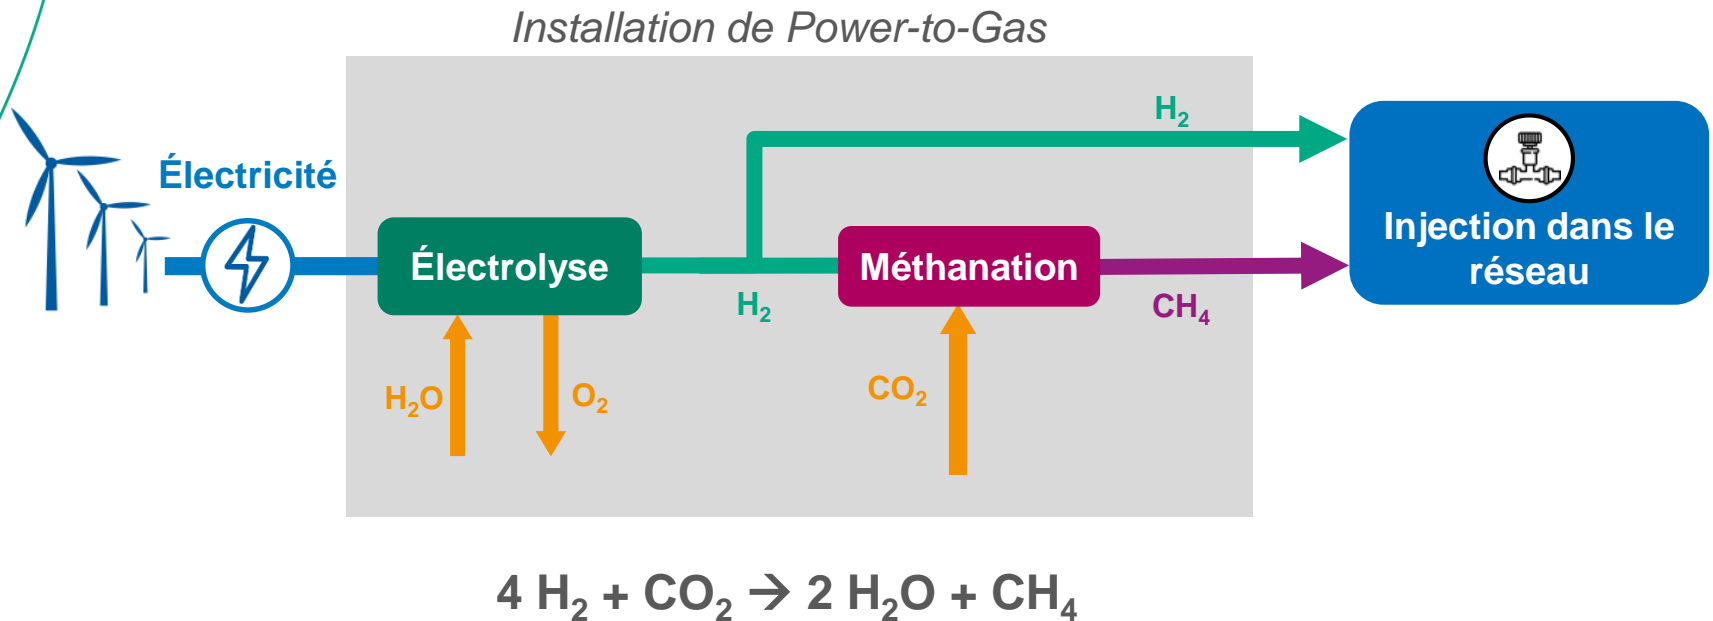 Installation de Power-to-Gas
H₂
Électricité
Injection dans le
réseau
Électrolyse
Méthanation
H₂
CH₄
H₂O
O₂
CO₂
4 H₂ + CO₂ → 2 H₂O + CH₄